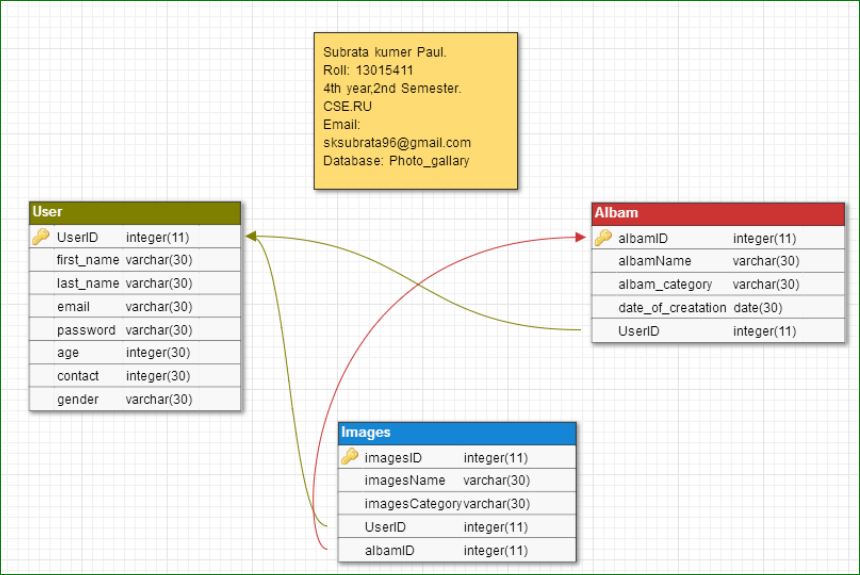 Subrata kumer Paul.
Roll: 13015411
4th year,2nd Semester.
CSE.RU
Email:
sksubrata96@gmail.com
Database: Photo_gallary
User
UserID integer(11)
first_name varchar(30)
last_name varchar(30)
email varchar(30)
password varchar(30)
age integer(30)
contact integer(30)
gender varchar(30)
Albam
albamID integer(11)
albamName varchar(30)
albam_category varchar(30)
date_of_creatation date(30)
UserID integer(11)
Images
imagesID integer(11)
imagesName varchar(30)
imagesCategory varchar(30)
UserID integer(11)
albamID integer(11)